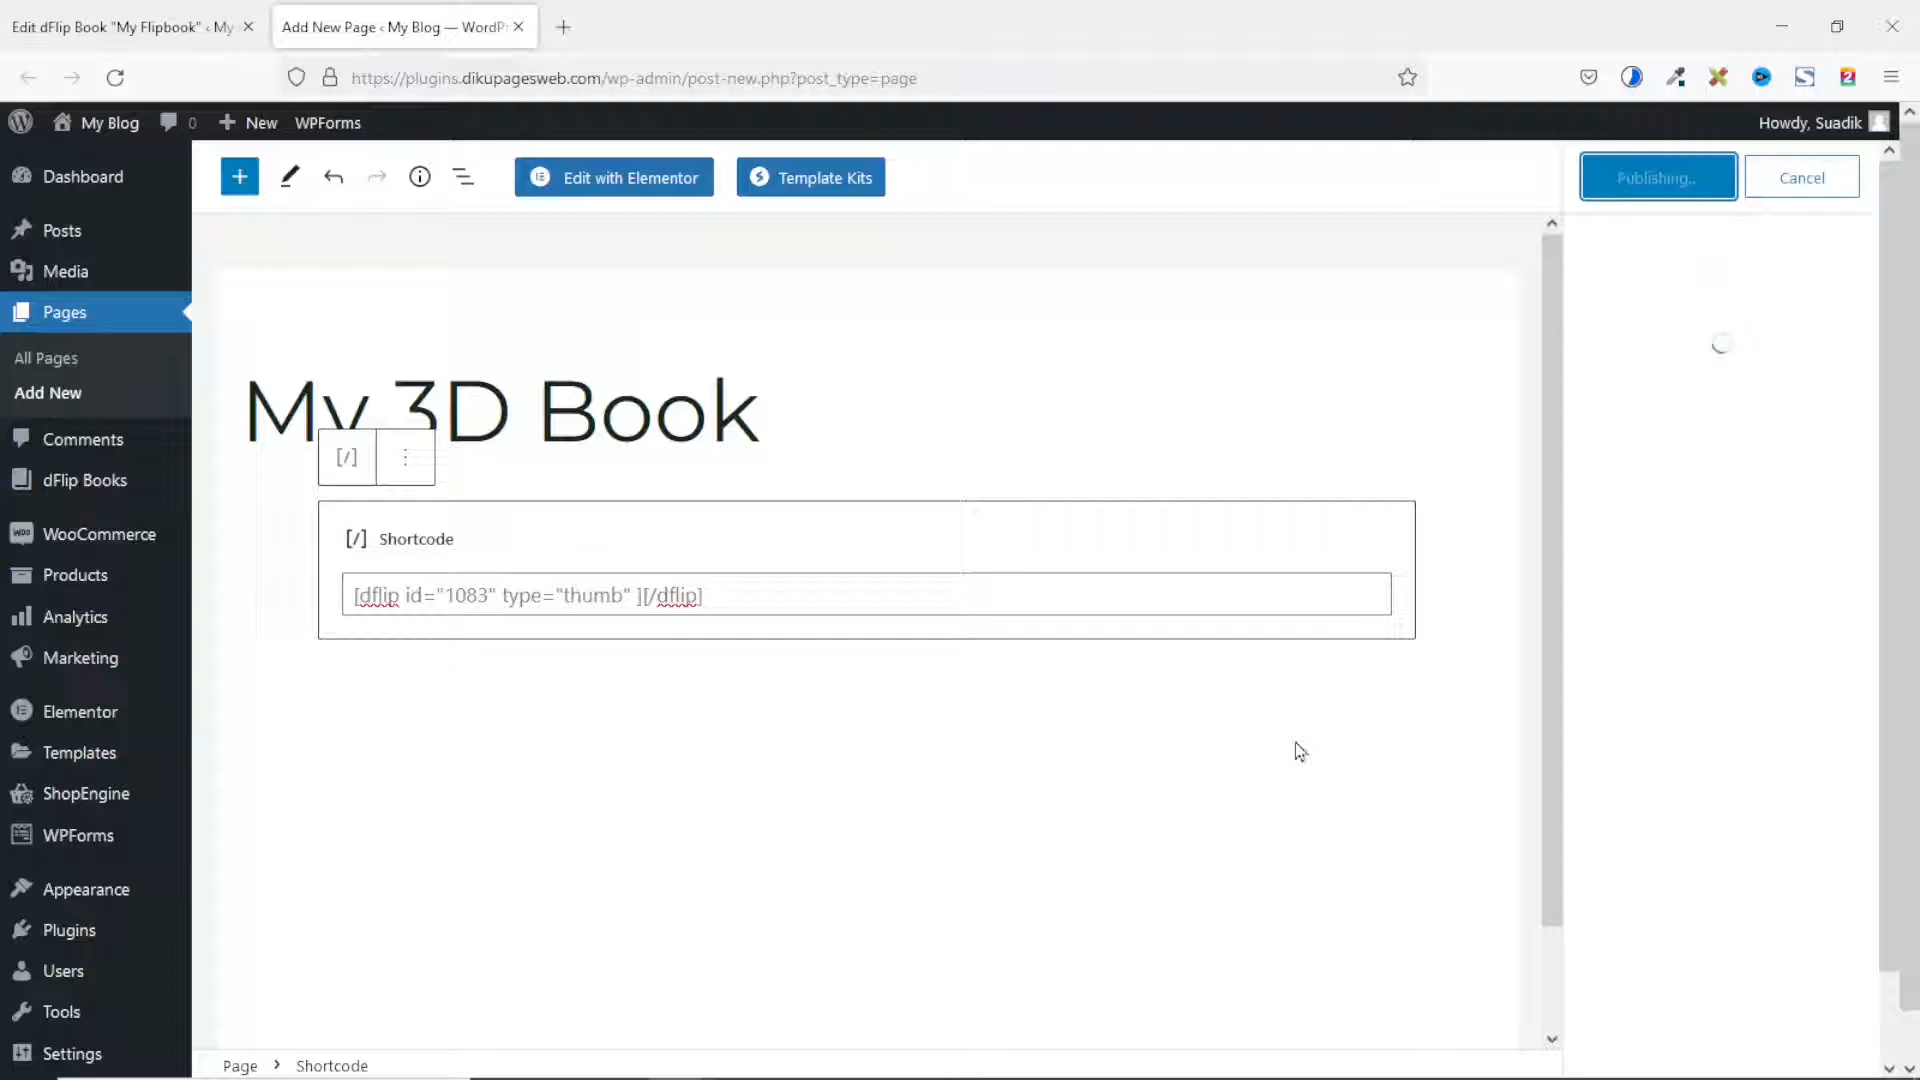 Edit dFlip Book "My Flipbook" ‹ My
Add New Page ‹ My Blog — WordPr
https://plugins.dikupagesweb.com/wp-admin/post-new.php?post_type=page
My Blog
0
New
WPForms
Howdy, Suadik
Dashboard
Posts
Media
Pages
All Pages
Add New
Comments
dFlip Books
WooCommerce
Products
Analytics
Marketing
Elementor
Templates
ShopEngine
WPForms
Appearance
Plugins
Users
Tools
Settings
Edit with Elementor
Template Kits
Publishing..
Cancel
My 3D Book
[/]
[/] Shortcode
[dflip id="1083" type="thumb" ][/dflip]
Page > Shortcode